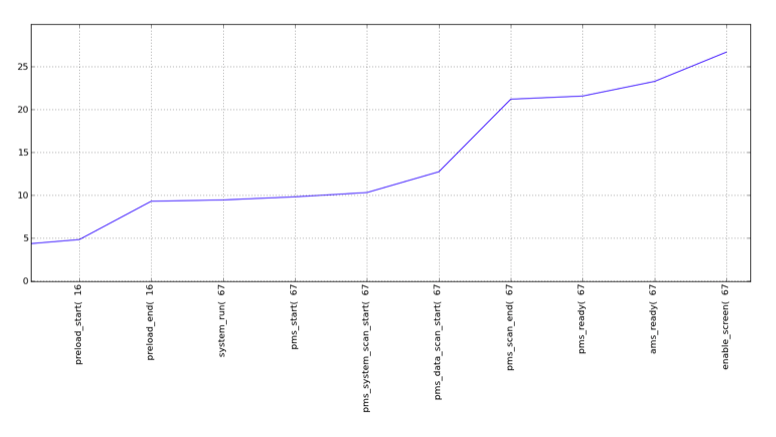 25
20
15
10
5
0
preload_start( 16
preload_end( 16
system_run( 67
pms_start( 67
pms_system_scan_start( 67
pms_data_scan_start( 67
pms_scan_end( 67
pms_ready( 67
ams_ready( 67
enable_screen( 67